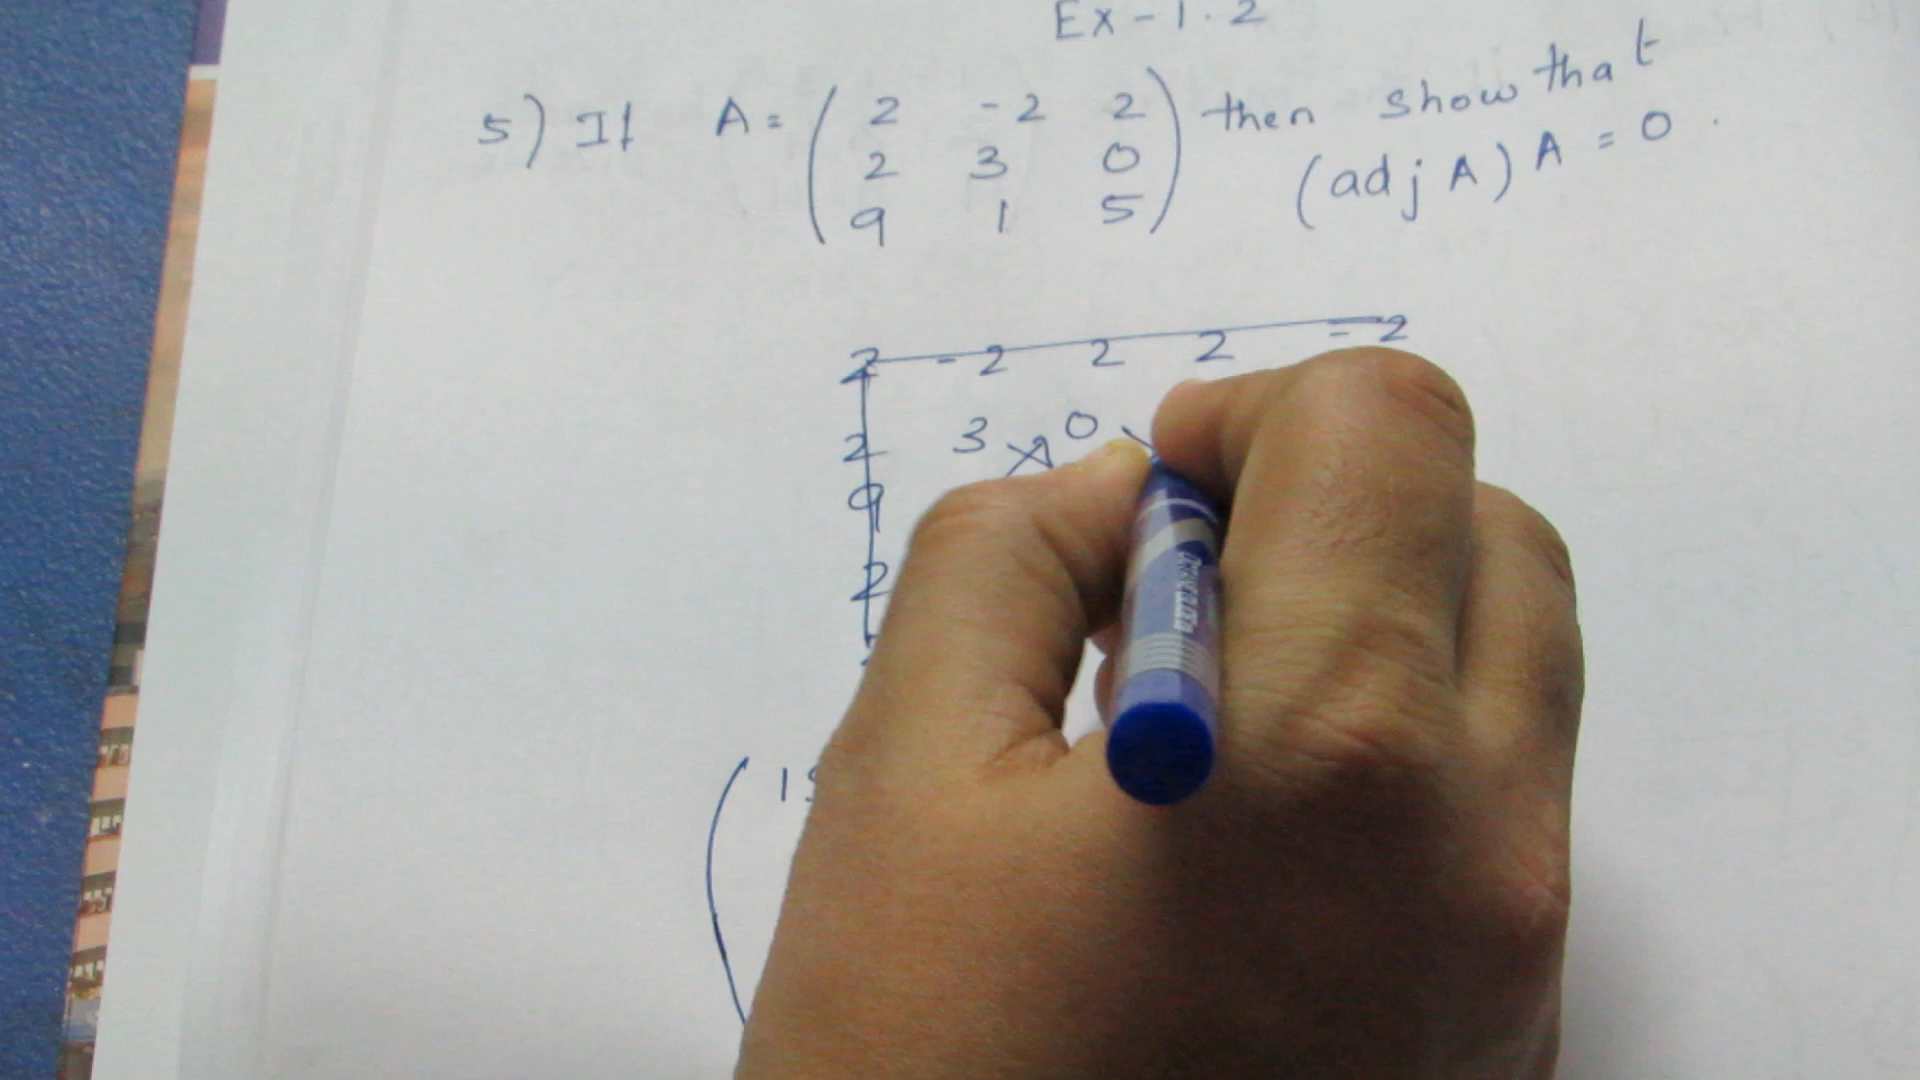 Ex-1.2
5) If A = ( 2 -2 2 ) then show that
2 3 0 (adj A) A = 0.
9 1 5
2 -2 2 2 -2
2 3 0
9
2